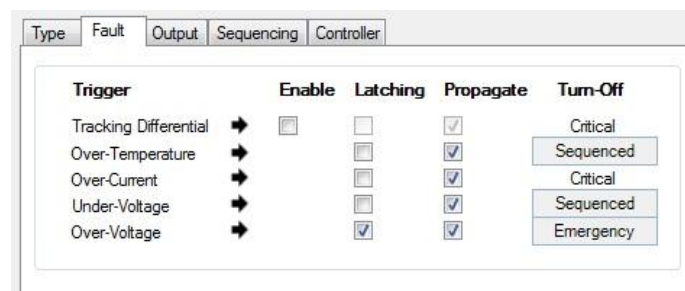 Type Fault Output Sequencing Controller
Trigger Enable Latching Propagate Turn-Off
Tracking Differential Critical
Over-Temperature Sequenced
Over-Current Critical
Under-Voltage Sequenced
Over-Voltage Emergency